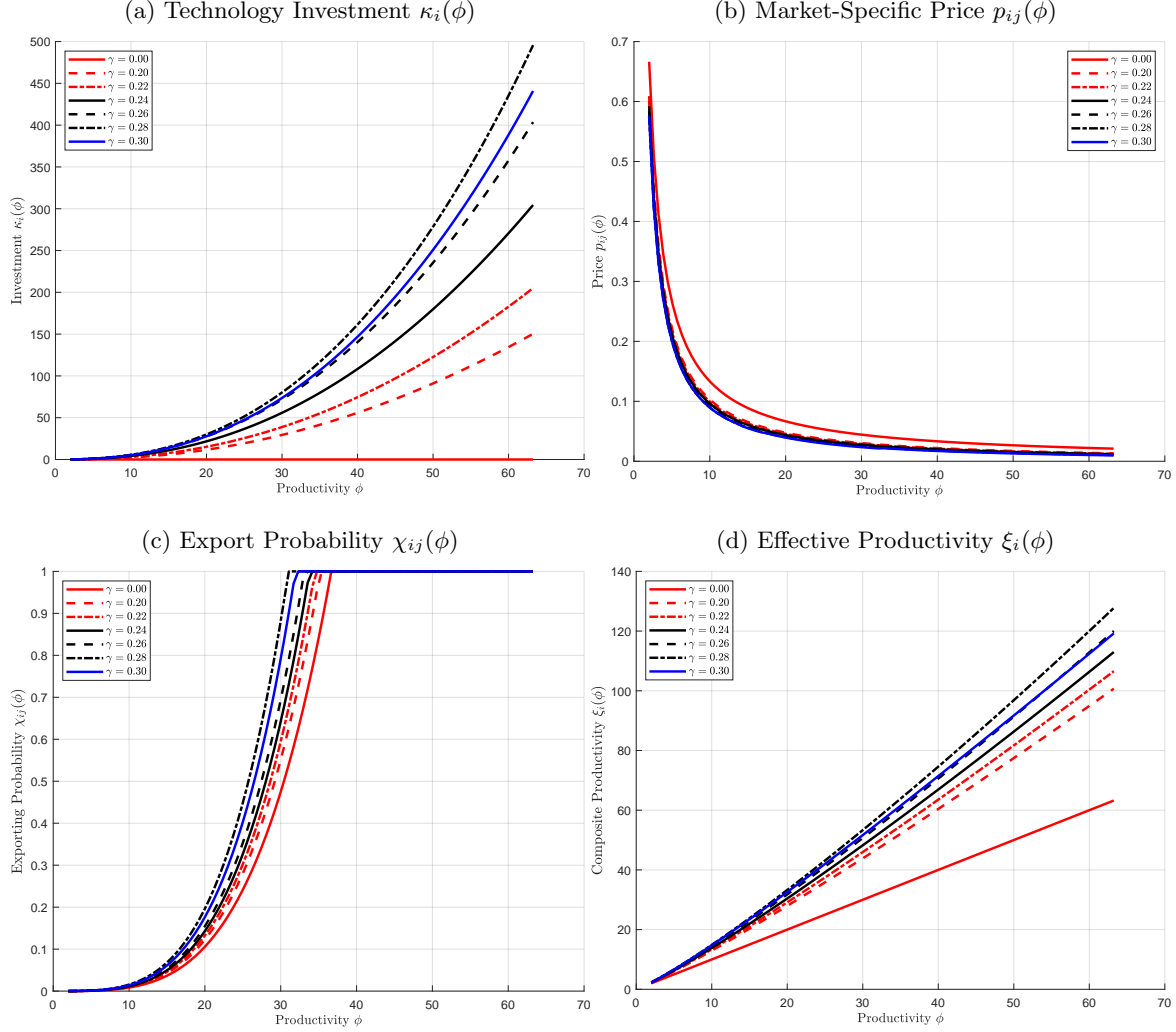 (a) Technology Investment κᵢ(ϕ)
500
450
400
350
300
250
200
150
100
50
0
Investment κᵢ(ϕ)
γ = 0.00
γ = 0.20
γ = 0.22
γ = 0.24
γ = 0.26
γ = 0.28
γ = 0.30
0 10 20 30 40 50 60 70
Productivity ϕ
(b) Market-Specific Price pᵢⱼ(ϕ)
0.7
0.6
0.5
0.4
0.3
0.2
0.1
0
Price pᵢⱼ(ϕ)
γ = 0.00
γ = 0.20
γ = 0.22
γ = 0.24
γ = 0.26
γ = 0.28
γ = 0.30
0 10 20 30 40 50 60 70
Productivity ϕ
(c) Export Probability χᵢⱼ(ϕ)
1
0.9
0.8
0.7
0.6
0.5
0.4
0.3
0.2
0.1
0
Exporting Probability χᵢⱼ(ϕ)
γ = 0.00
γ = 0.20
γ = 0.22
γ = 0.24
γ = 0.26
γ = 0.28
γ = 0.30
0 10 20 30 40 50 60 70
Productivity ϕ
(d) Effective Productivity ξᵢ(ϕ)
140
120
100
80
60
40
20
0
Composite Productivity ξᵢ(ϕ)
γ = 0.00
γ = 0.20
γ = 0.22
γ = 0.24
γ = 0.26
γ = 0.28
γ = 0.30
0 10 20 30 40 50 60 70
Productivity ϕ